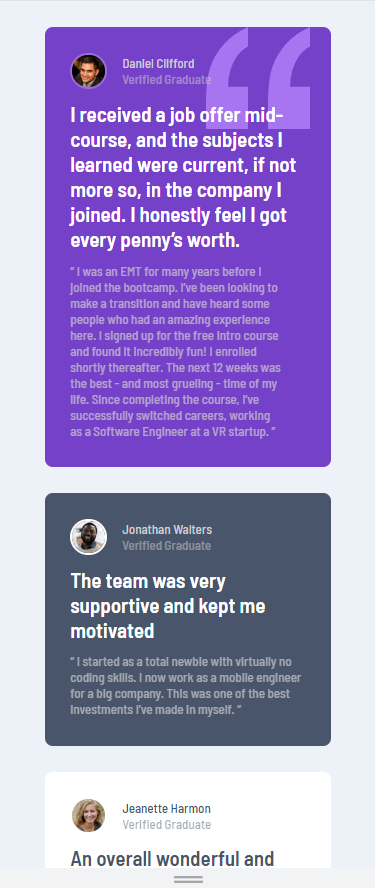 Daniel Clifford
Verified Graduate
I received a job offer mid-
course, and the subjects I
learned were current, if not
more so, in the company I
joined. I honestly feel I got
every penny’s worth.
“ I was an EMT for many years before I
joined the bootcamp. I’ve been looking to
make a transition and have heard some
people who had an amazing experience
here. I signed up for the free intro course
and found it incredibly fun! I enrolled
shortly thereafter. The next 12 weeks was
the best - and most grueling - time of my
life. Since completing the course, I’ve
successfully switched careers, working
as a Software Engineer at a VR startup. ”
Jonathan Walters
Verified Graduate
The team was very
supportive and kept me
motivated
“ I started as a total newbie with virtually no
coding skills. I now work as a mobile engineer
for a big company. This was one of the best
investments I’ve made in myself. ”
Jeanette Harmon
Verified Graduate
An overall wonderful and